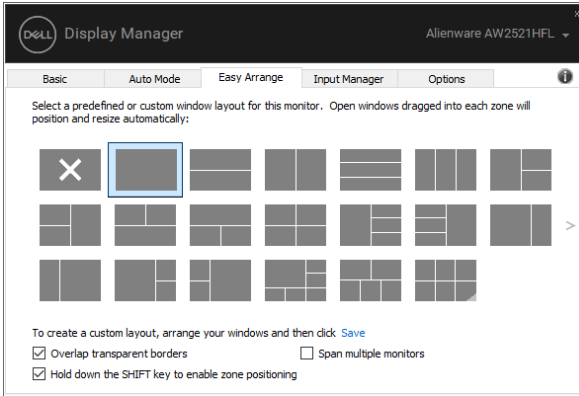 DELL Display Manager
Alienware AW2521HFL
Basic Auto Mode Easy Arrange Input Manager Options
Select a predefined or custom window layout for this monitor. Open windows dragged into each zone will
position and resize automatically:
To create a custom layout, arrange your windows and then click Save
Overlap transparent borders
Span multiple monitors
Hold down the SHIFT key to enable zone positioning